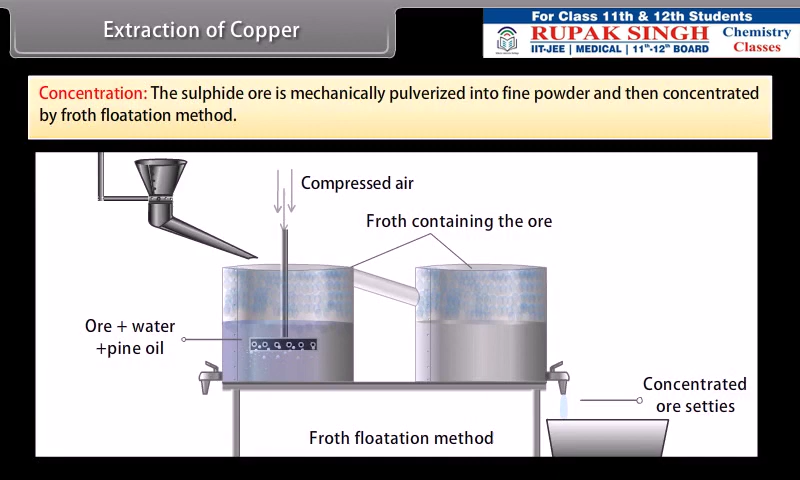 Extraction of Copper
For Class 11th & 12th Students
RUPAK SINGH
IIT-JEE | MEDICAL | 11th-12th BOARD
Chemistry
Classes
Concentration: The sulphide ore is mechanically pulverized into fine powder and then concentrated
by froth floatation method.
Compressed air
Froth containing the ore
Ore + water
+pine oil
Concentrated
ore setties
Froth floatation method